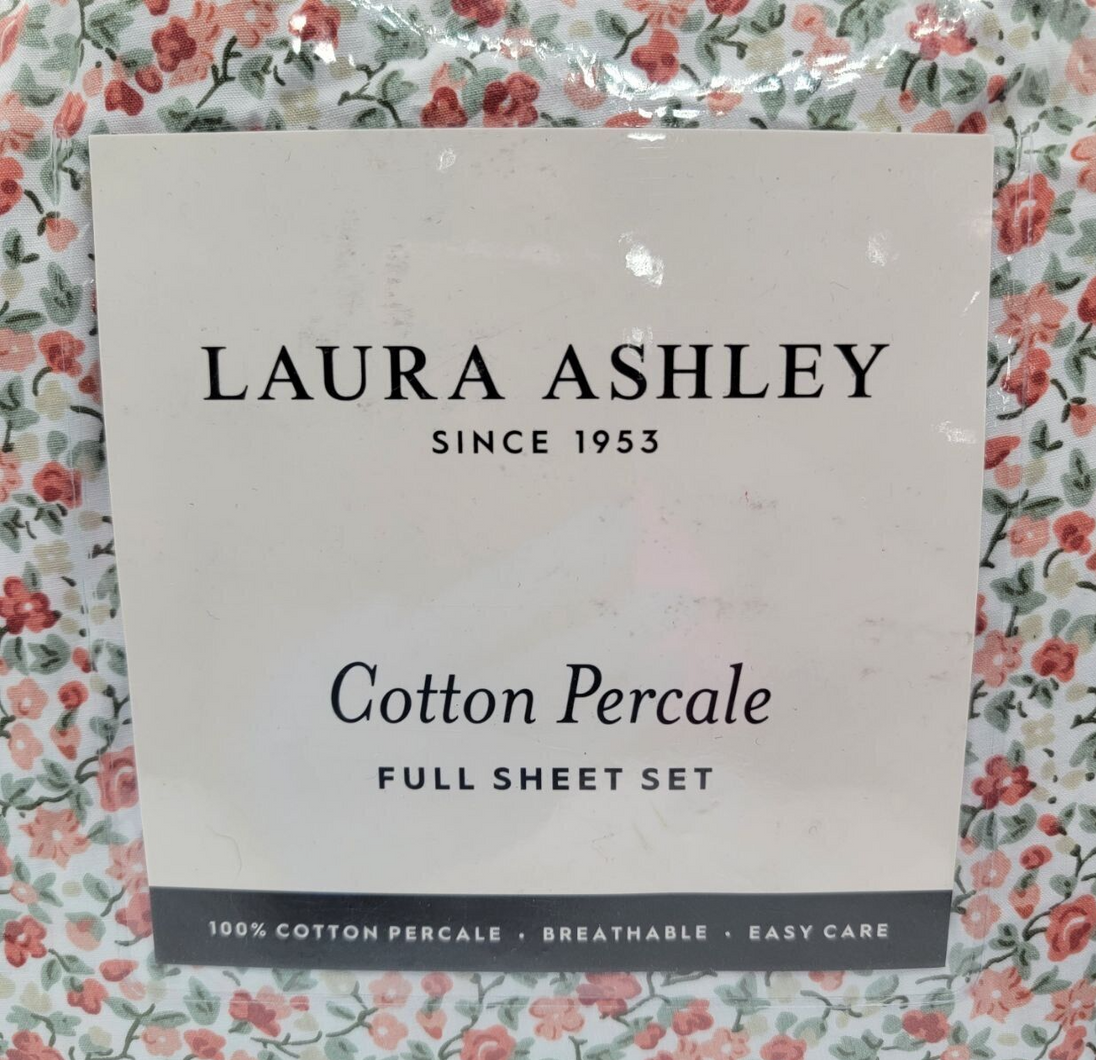 LAURA ASHLEY
SINCE 1953
Cotton Percale
FULL SHEET SET
100% COTTON PERCALE • BREATHABLE • EASY CARE